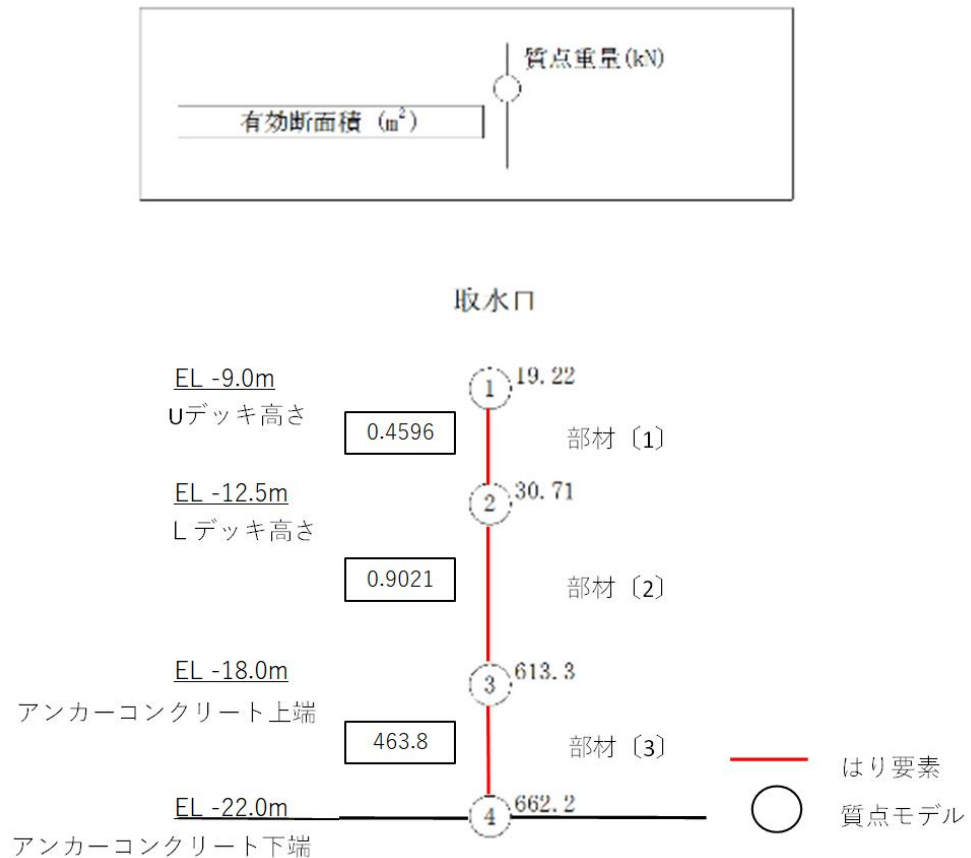 質点重量(kN)
有効断面積 (m²)
取水口
EL -9.0m
Uデッキ高さ
① 19.22
0.4596
部材〔1〕
EL -12.5m
Lデッキ高さ
② 30.71
0.9021
部材〔2〕
EL -18.0m
アンカーコンクリート上端
③ 613.3
463.8
部材〔3〕
EL -22.0m
アンカーコンクリート下端
④ 662.2
はり要素
質点モデル